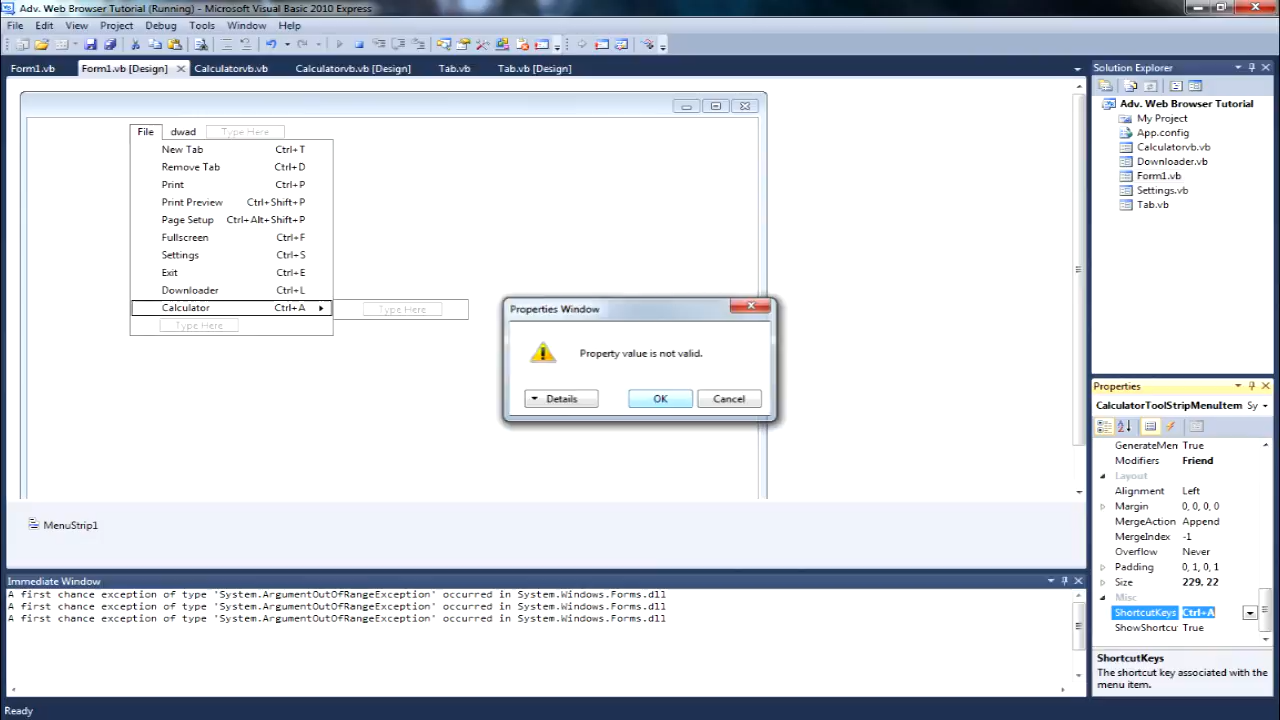 Adv. Web Browser Tutorial (Running) - Microsoft Visual Basic 2010 Express
File Edit View Project Debug Tools Window Help
Form1.vb Form1.vb [Design] Calculatorvb.vb Calculatorvb.vb [Design] Tab.vb Tab.vb [Design]
File dwad Type Here
New Tab Ctrl+T
Remove Tab Ctrl+D
Print Ctrl+P
Print Preview Ctrl+Shift+P
Page Setup Ctrl+Alt+Shift+P
Fullscreen Ctrl+F
Settings Ctrl+S
Exit Ctrl+E
Downloader Ctrl+L
Calculator Ctrl+A Type Here
Type Here
Properties Window
Property value is not valid.
Details OK Cancel
MenuStrip1
Immediate Window
A first chance exception of type 'System.ArgumentOutOfRangeException' occurred in System.Windows.Forms.dll
A first chance exception of type 'System.ArgumentOutOfRangeException' occurred in System.Windows.Forms.dll
A first chance exception of type 'System.ArgumentOutOfRangeException' occurred in System.Windows.Forms.dll
Solution Explorer
Adv. Web Browser Tutorial
My Project
App.config
Calculatorvb.vb
Downloader.vb
Form1.vb
Settings.vb
Tab.vb
Properties
CalculatorToolStripMenuItem Sy
GenerateMen True
Modifiers Friend
Layout
Alignment Left
Margin 0, 0, 0, 0
MergeAction Append
MergeIndex -1
Overflow Never
Padding 0, 1, 0, 1
Size 229, 22
Misc
ShortcutKeys Ctrl+A
ShowShortcu True
ShortcutKeys
The shortcut key associated with the
menu item.
Ready